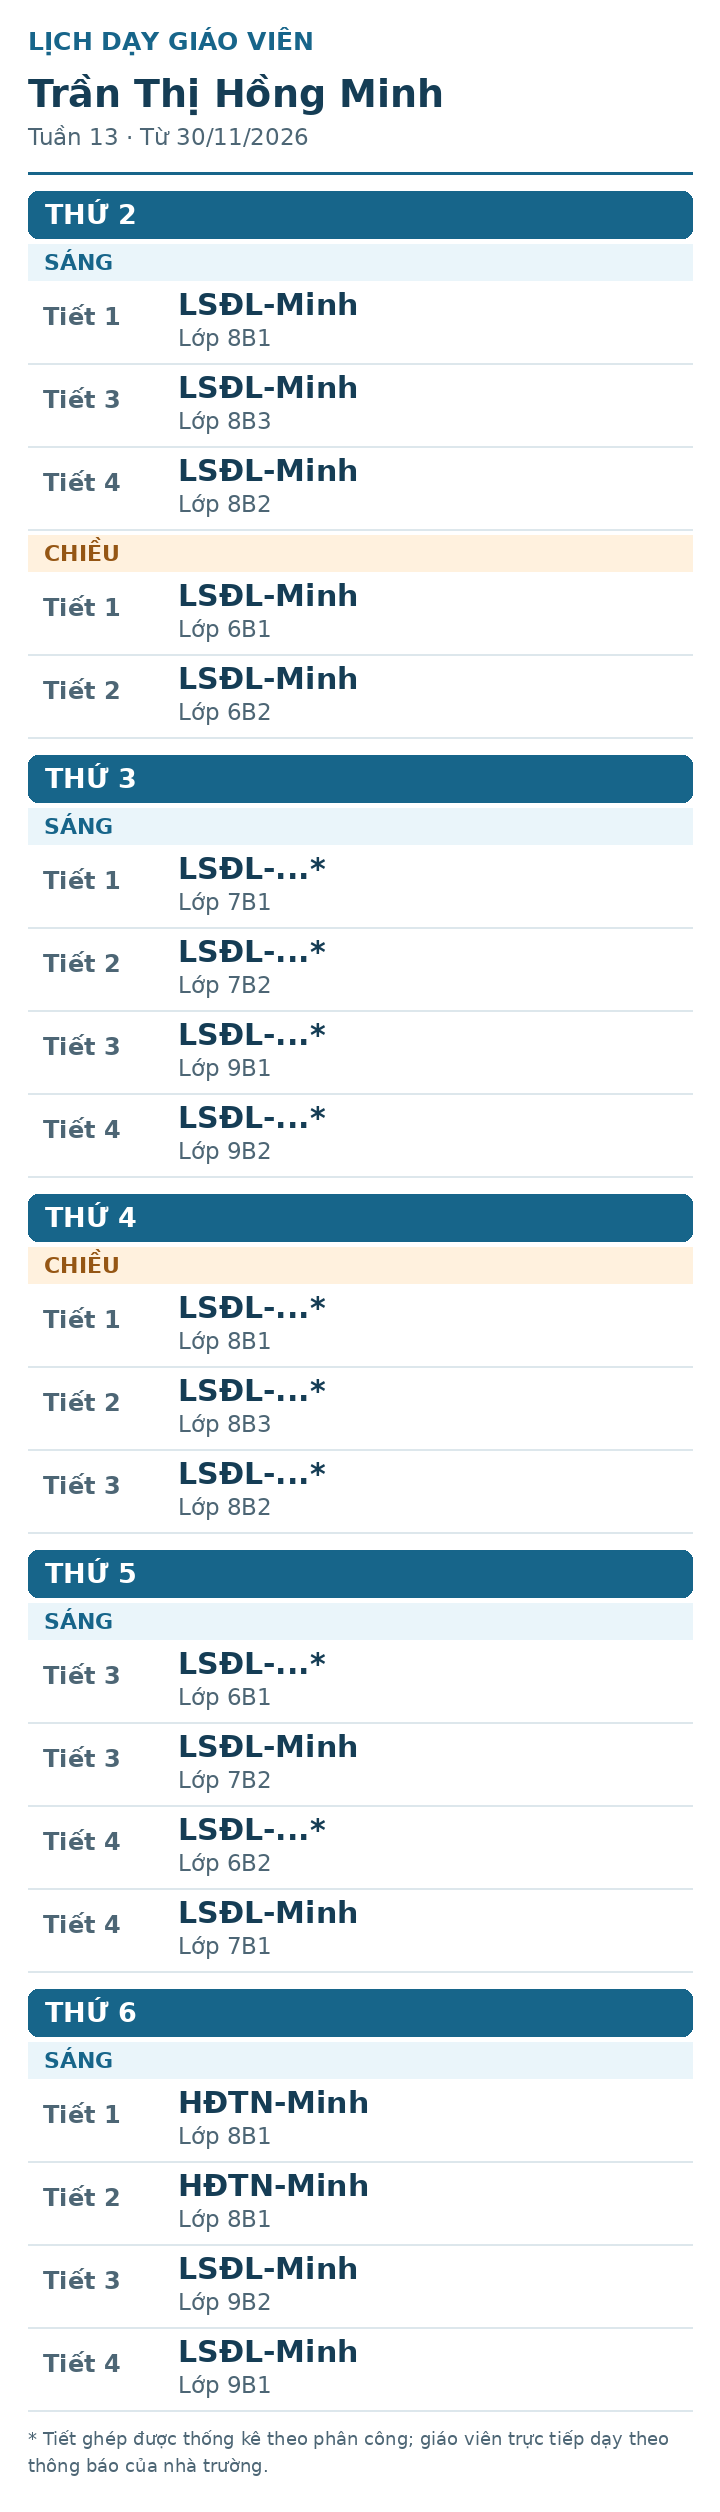 LỊCH DẠY GIÁO VIÊN
Trần Thị Hồng Minh
Tuần 13 · Từ 30/11/2026
THỨ 2
SÁNG
Tiết 1
LSĐL-Minh
Lớp 8B1
Tiết 3
LSĐL-Minh
Lớp 8B3
Tiết 4
LSĐL-Minh
Lớp 8B2
CHIỀU
Tiết 1
LSĐL-Minh
Lớp 6B1
Tiết 2
LSĐL-Minh
Lớp 6B2
THỨ 3
SÁNG
Tiết 1
LSĐL-...*
Lớp 7B1
Tiết 2
LSĐL-...*
Lớp 7B2
Tiết 3
LSĐL-...*
Lớp 9B1
Tiết 4
LSĐL-...*
Lớp 9B2
THỨ 4
CHIỀU
Tiết 1
LSĐL-...*
Lớp 8B1
Tiết 2
LSĐL-...*
Lớp 8B3
Tiết 3
LSĐL-...*
Lớp 8B2
THỨ 5
SÁNG
Tiết 3
LSĐL-...*
Lớp 6B1
Tiết 3
LSĐL-Minh
Lớp 7B2
Tiết 4
LSĐL-...*
Lớp 6B2
Tiết 4
LSĐL-Minh
Lớp 7B1
THỨ 6
SÁNG
Tiết 1
HĐTN-Minh
Lớp 8B1
Tiết 2
HĐTN-Minh
Lớp 8B1
Tiết 3
LSĐL-Minh
Lớp 9B2
Tiết 4
LSĐL-Minh
Lớp 9B1
* Tiết ghép được thống kê theo phân công; giáo viên trực tiếp dạy theo
thông báo của nhà trường.